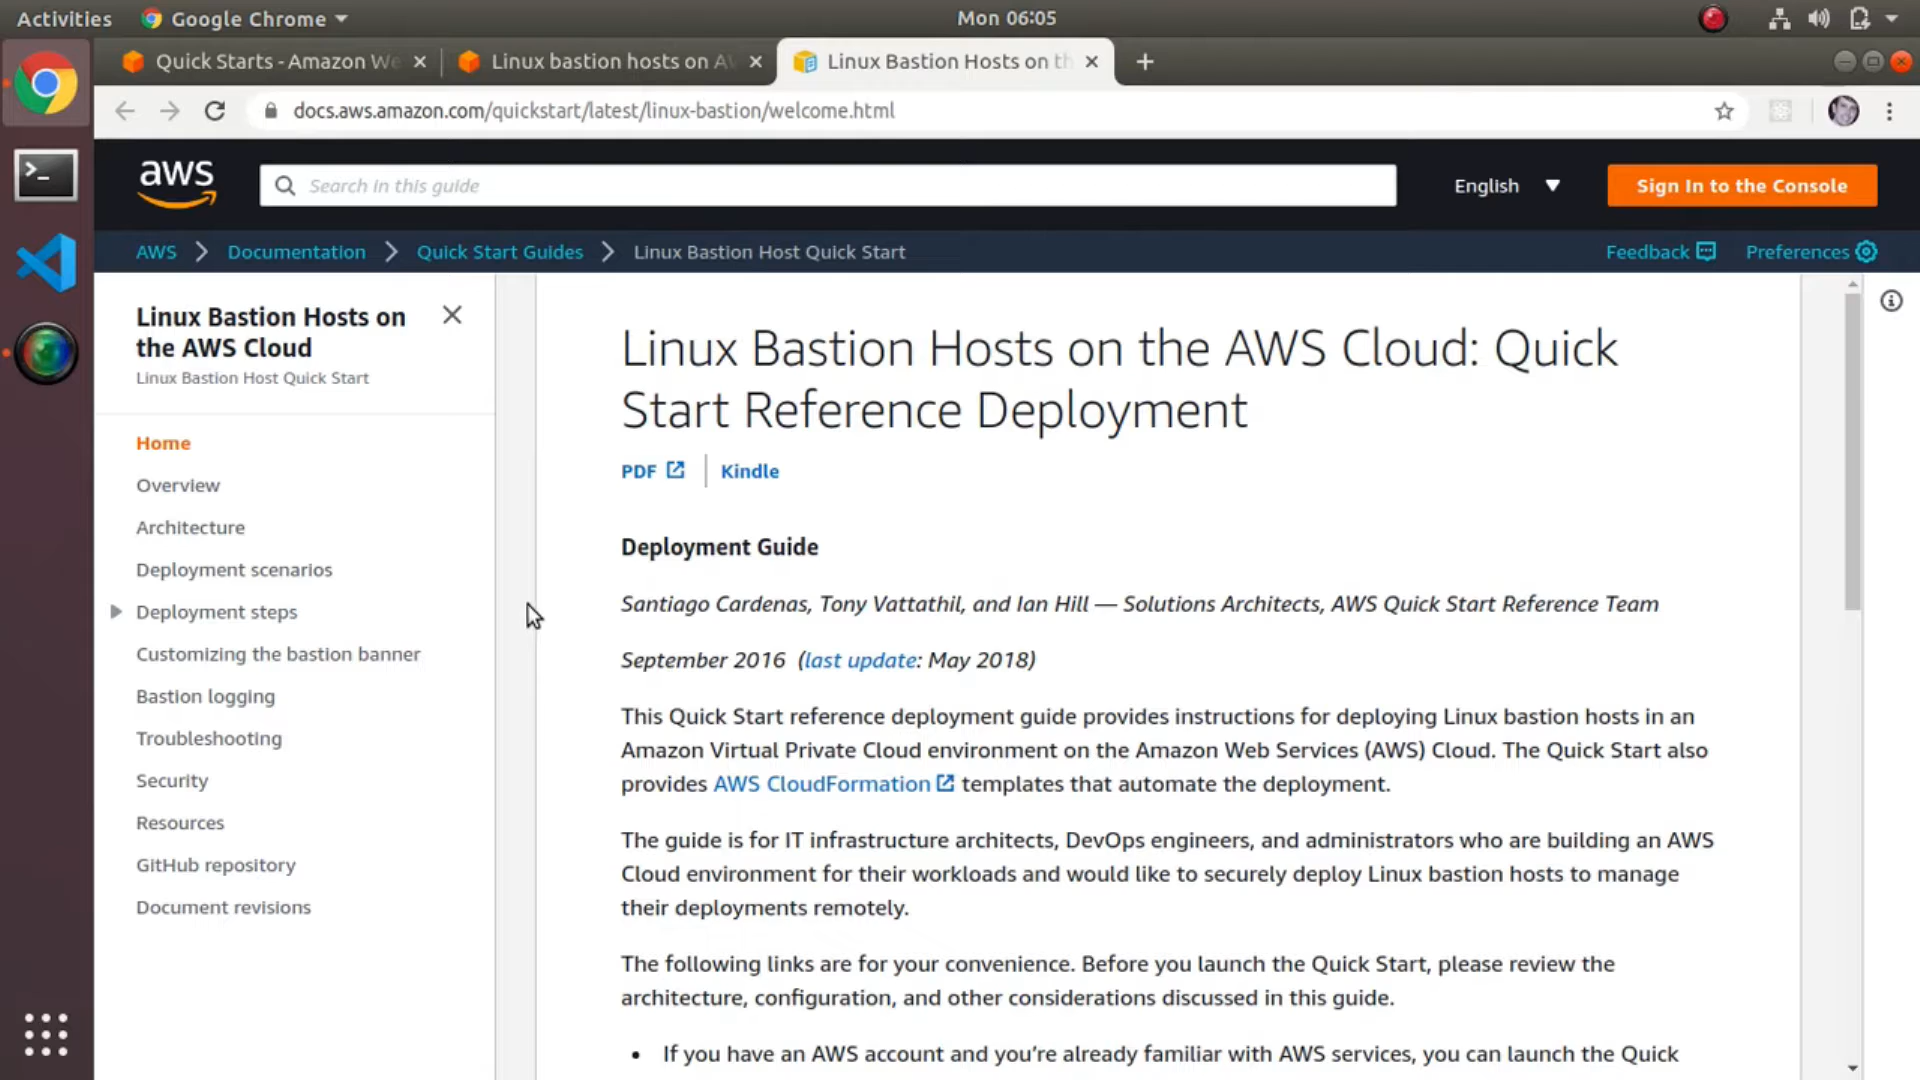 Activities Google Chrome Mon 06:05
Quick Starts - Amazon We Linux bastion hosts on AW Linux Bastion Hosts on th
docs.aws.amazon.com/quickstart/latest/linux-bastion/welcome.html
aws Search in this guide English Sign In to the Console
AWS Documentation Quick Start Guides Linux Bastion Host Quick Start Feedback Preferences
Linux Bastion Hosts on
the AWS Cloud
Linux Bastion Host Quick Start
Home
Overview
Architecture
Deployment scenarios
Deployment steps
Customizing the bastion banner
Bastion logging
Troubleshooting
Security
Resources
GitHub repository
Document revisions
Linux Bastion Hosts on the AWS Cloud: Quick
Start Reference Deployment
PDF Kindle
Deployment Guide
Santiago Cardenas, Tony Vattathil, and Ian Hill — Solutions Architects, AWS Quick Start Reference Team
September 2016 (last update: May 2018)
This Quick Start reference deployment guide provides instructions for deploying Linux bastion hosts in an
Amazon Virtual Private Cloud environment on the Amazon Web Services (AWS) Cloud. The Quick Start also
provides AWS CloudFormation templates that automate the deployment.
The guide is for IT infrastructure architects, DevOps engineers, and administrators who are building an AWS
Cloud environment for their workloads and would like to securely deploy Linux bastion hosts to manage
their deployments remotely.
The following links are for your convenience. Before you launch the Quick Start, please review the
architecture, configuration, and other considerations discussed in this guide.
• If you have an AWS account and you’re already familiar with AWS services, you can launch the Quick